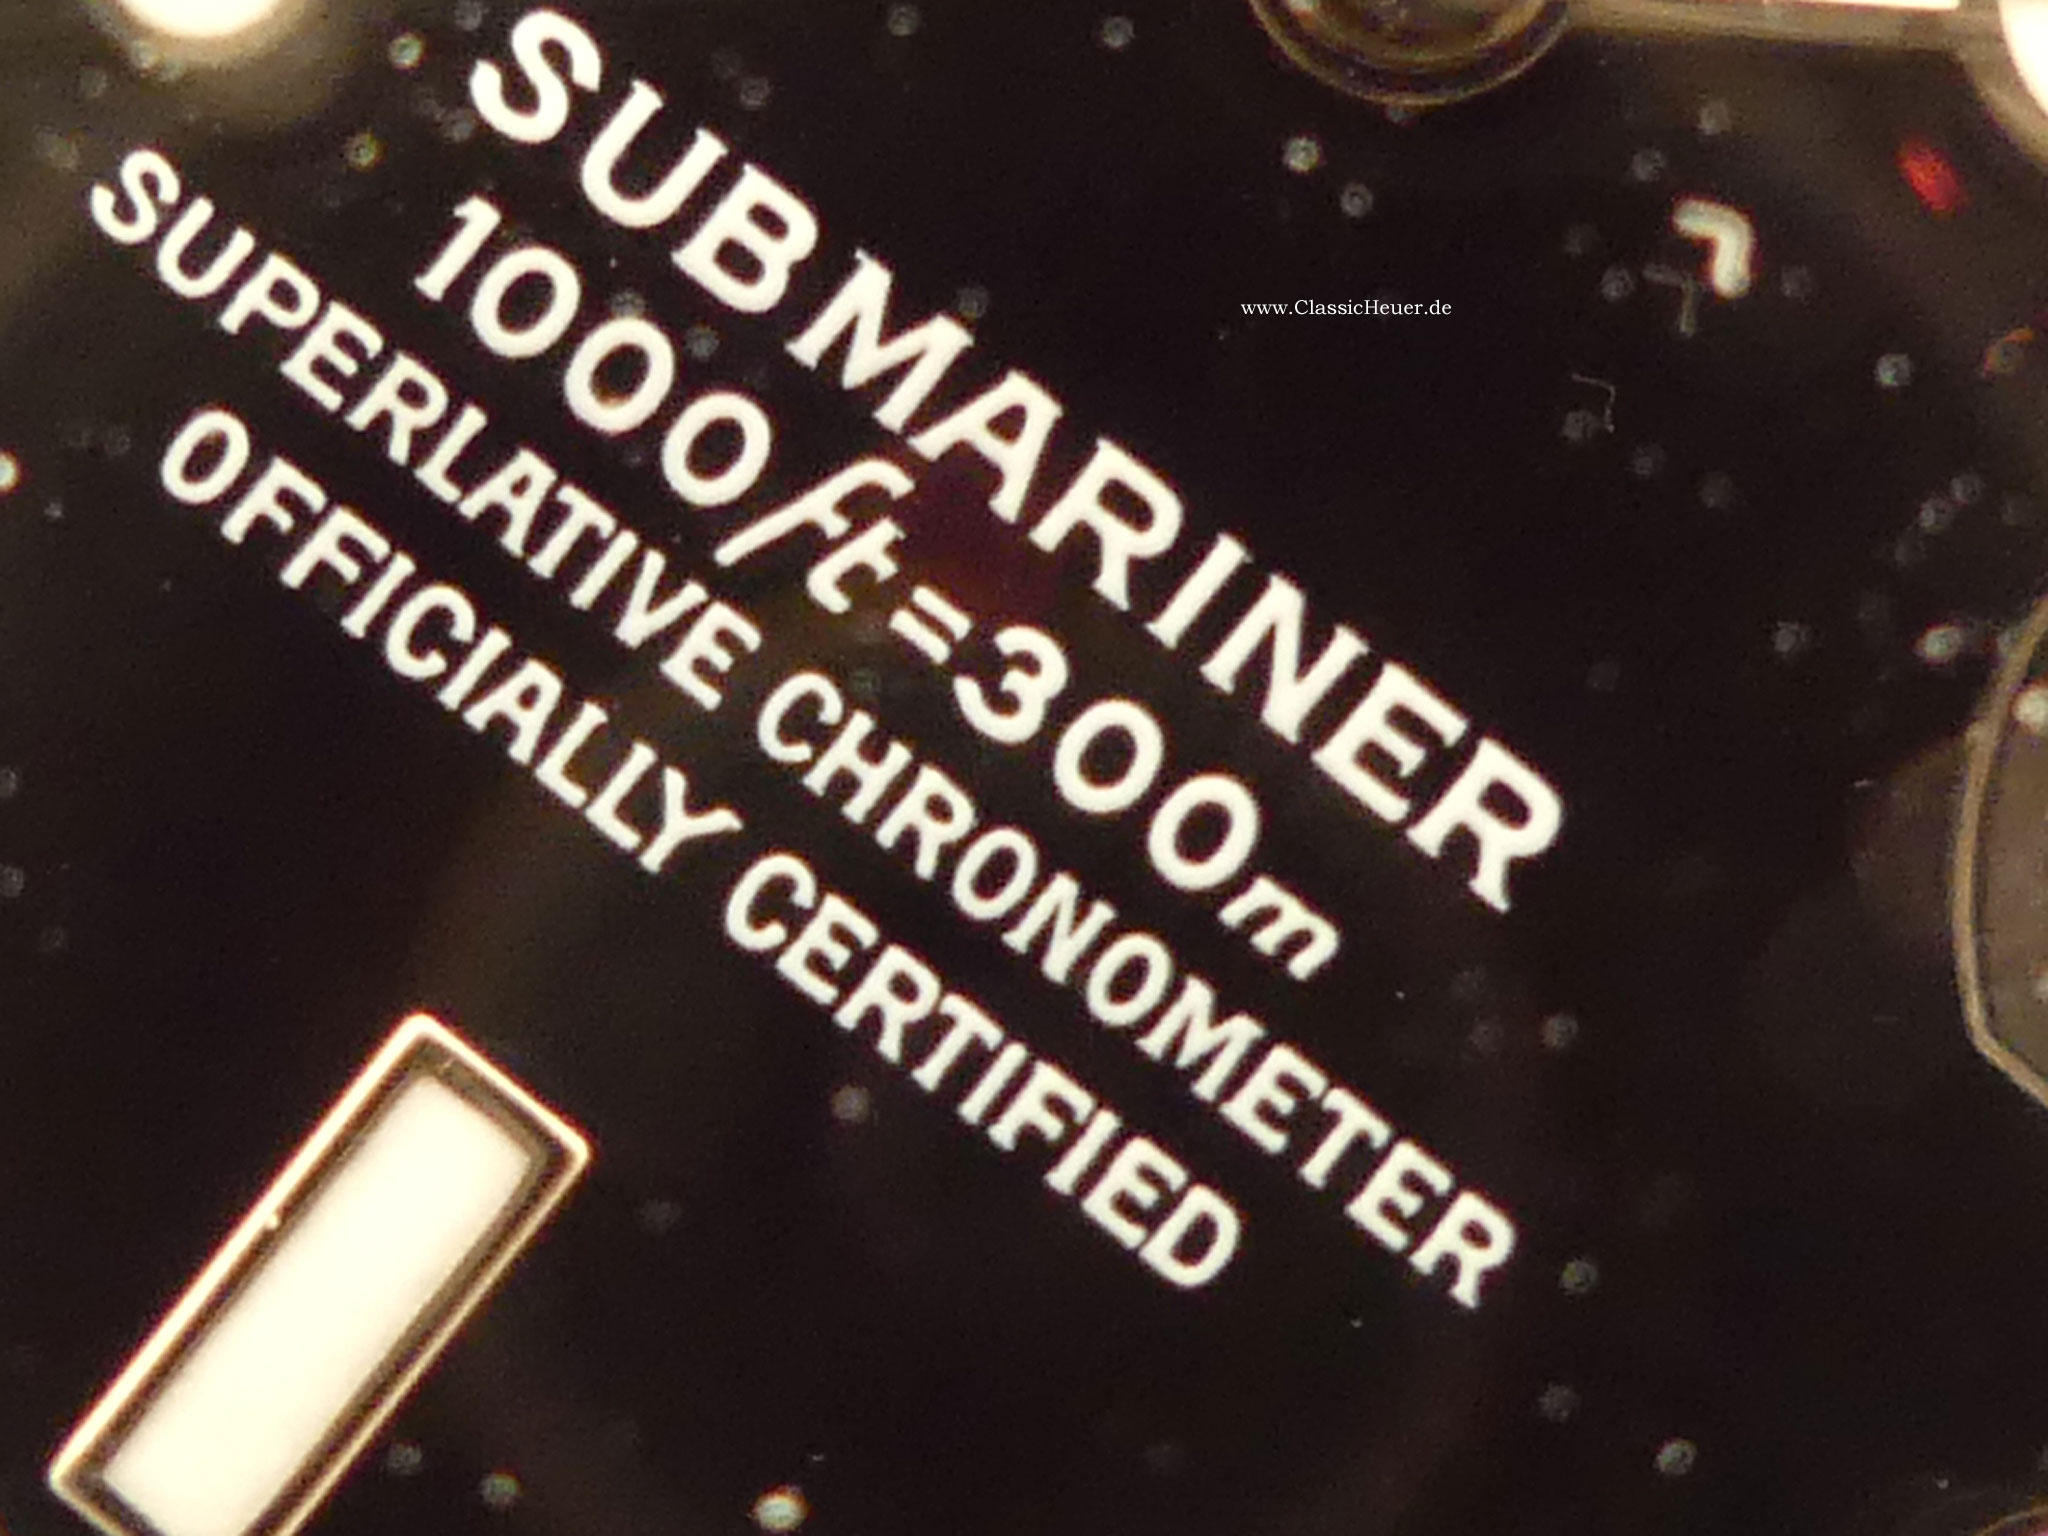 SUBMARINER
1000ft=300m
SUPERLATIVE CHRONOMETER
OFFICIALLY CERTIFIED
www.ClassicHeuer.de